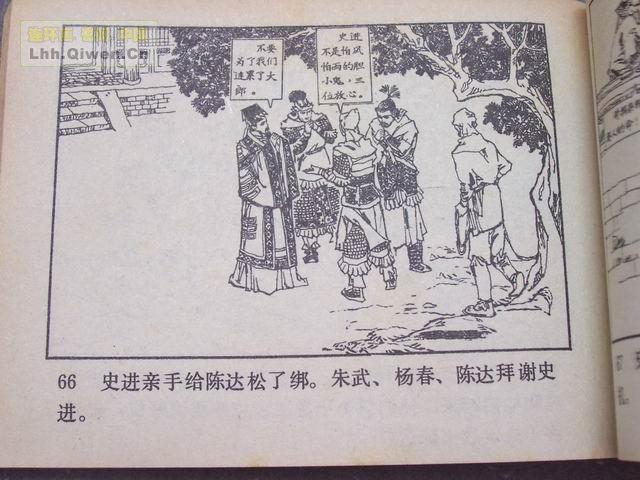 连环画·中国
Lhh.Qiwen.Cn
不要
为了我们
连累了大
郎。
史进
不是怕风
怕雨的胆
小鬼，三
位放心。
66 史进亲手给陈达松了绑。朱武、杨春、陈达拜谢史
进。